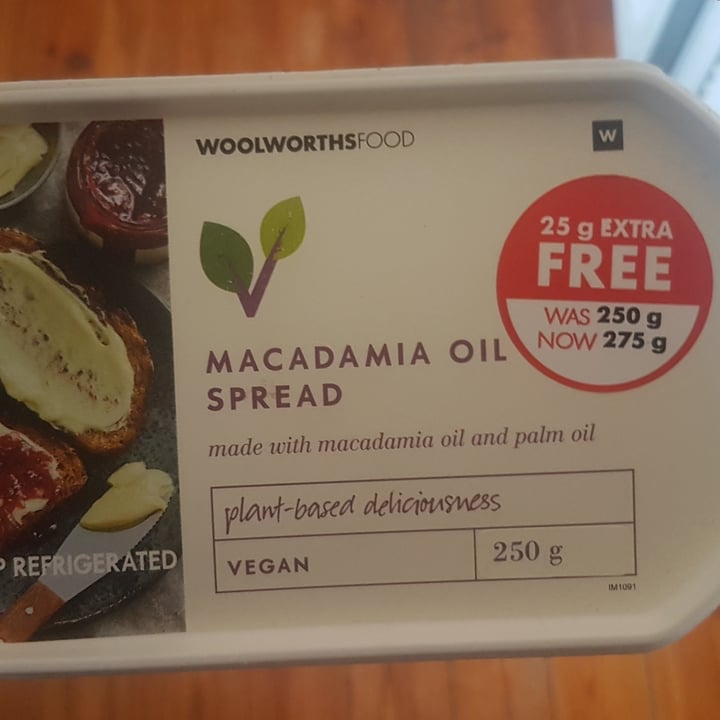 WOOLWORTHSFOOD
W
25 g EXTRA
FREE
WAS 250 g
NOW 275 g
MACADAMIA OIL
SPREAD
made with macadamia oil and palm oil
plant-based deliciousness
VEGAN
250 g
IM1091
P REFRIGERATED